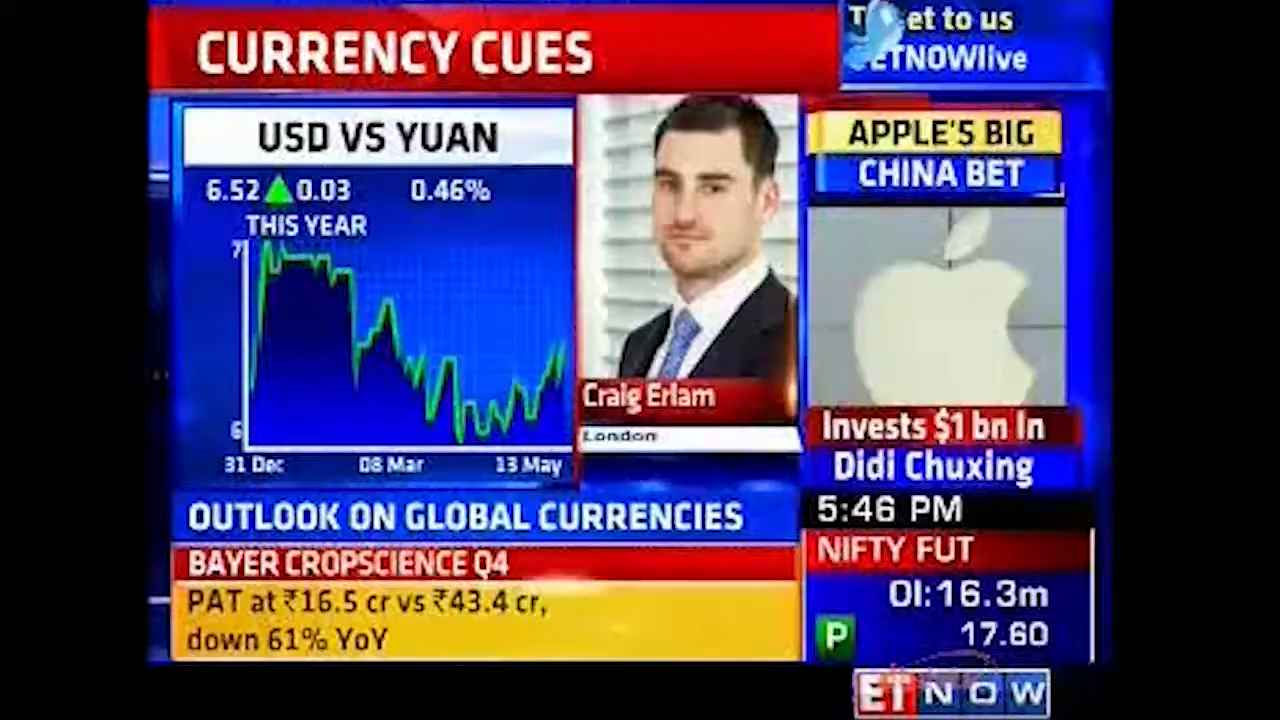 CURRENCY CUES
et to us
ETNOWlive
USD VS YUAN
6.52 0.03 0.46%
THIS YEAR
7
6
31 Dec 08 Mar 13 May
Craig Erlam
London
APPLE'S BIG
CHINA BET
Invests $1 bn In
Didi Chuxing
5:46 PM
NIFTY FUT
OI:16.3m
P 17.60
OUTLOOK ON GLOBAL CURRENCIES
BAYER CROPSCIENCE Q4
PAT at ₹16.5 cr vs ₹43.4 cr,
down 61% YoY
ET NOW